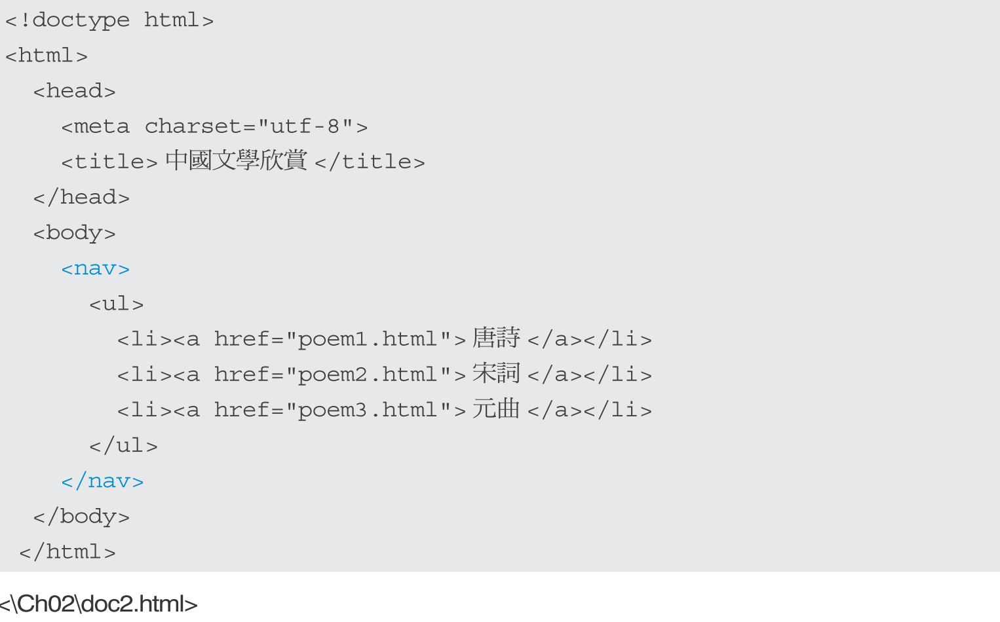 <!doctype html>
<html>
  <head>
    <meta charset="utf-8">
    <title> 中國文學欣賞 </title>
  </head>
  <body>
    <nav>
      <ul>
        <li><a href="poem1.html"> 唐詩 </a></li>
        <li><a href="poem2.html"> 宋詞 </a></li>
        <li><a href="poem3.html"> 元曲 </a></li>
      </ul>
    </nav>
  </body>
 </html>
<\Ch02\doc2.html>